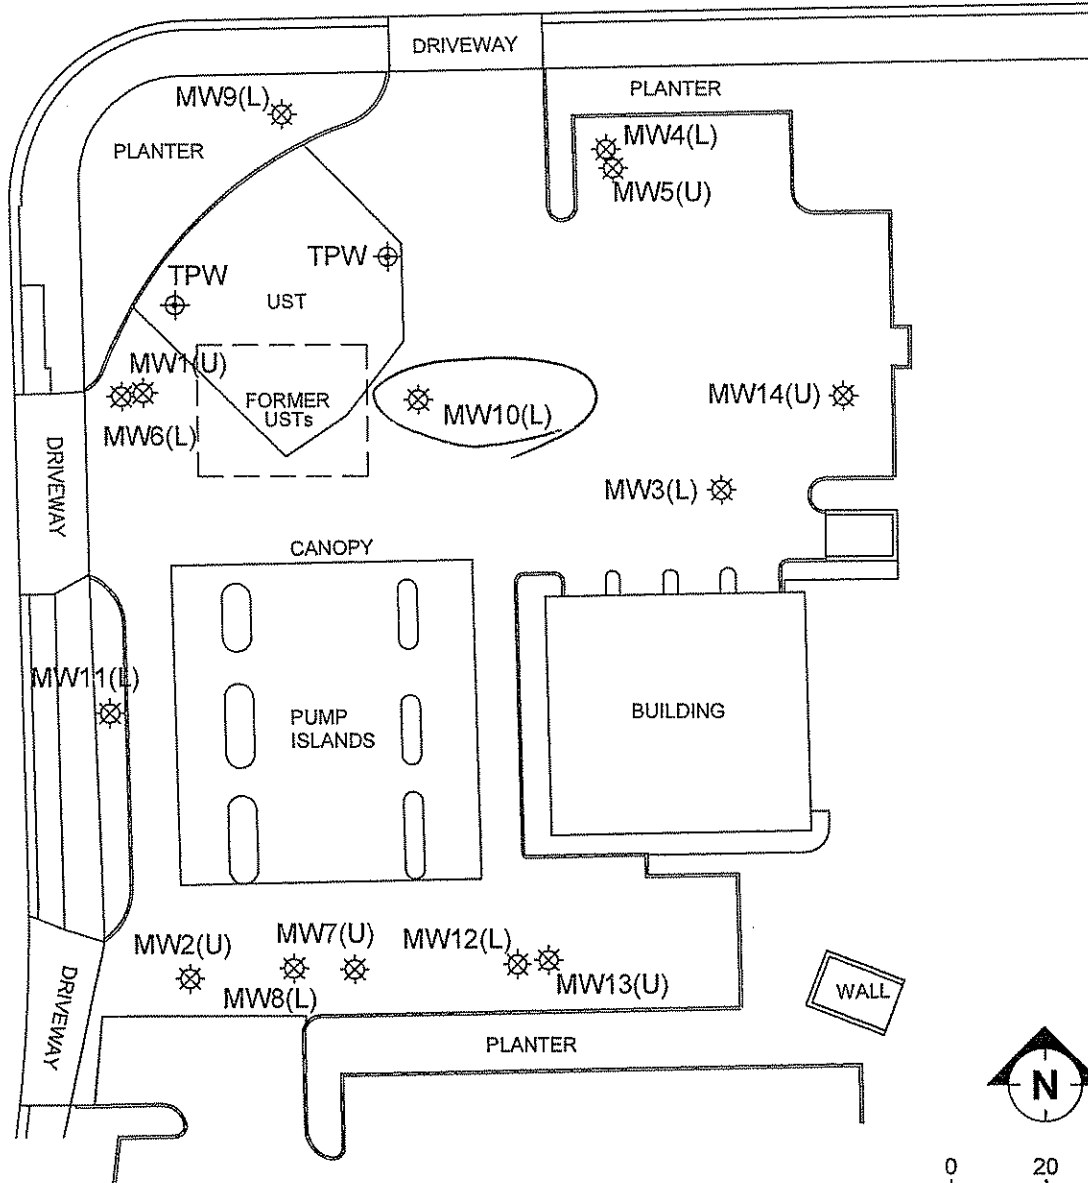 DRIVEWAY
PLANTER
MW9(L)
MW4(L)
PLANTER
MW5(U)
TPW
TPW
UST
MW1(U)
FORMER
USTs
MW10(L)
MW14(U)
MW6(L)
DRIVEWAY
MW3(L)
CANOPY
MW11(L)
PUMP
ISLANDS
BUILDING
MW2(U)
MW7(U)
MW12(L)
MW8(L)
MW13(U)
WALL
DRIVEWAY
PLANTER
N
0 20